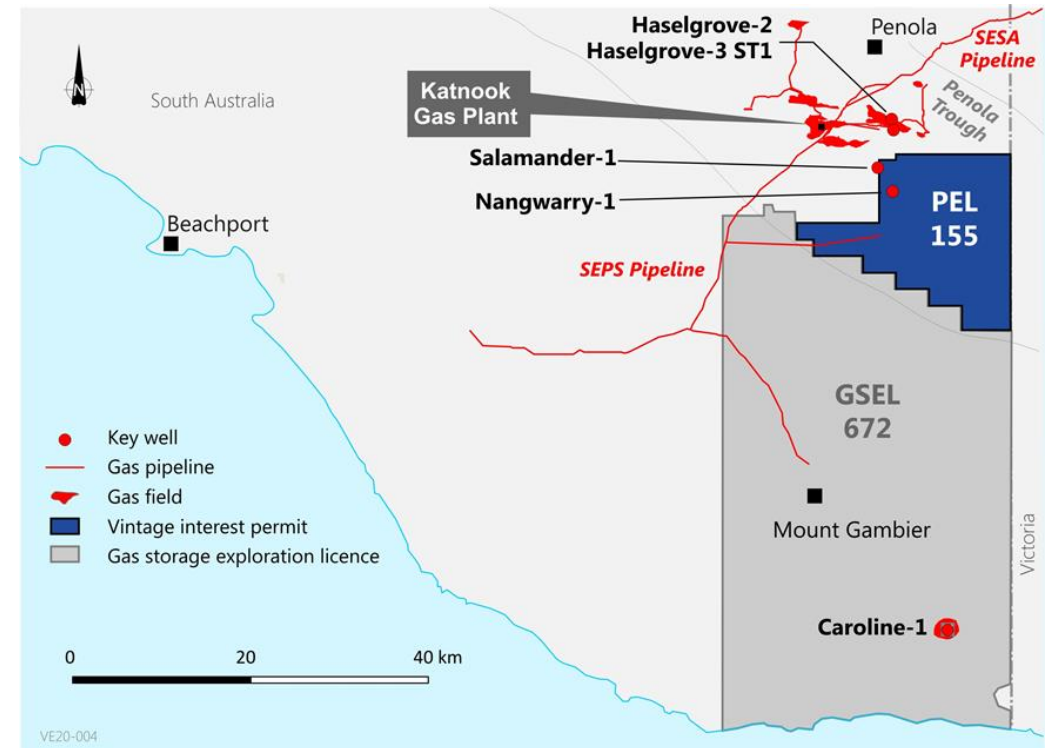 Haselgrove-2
Haselgrove-3 ST1
Penola
SESA
Pipeline
N
South Australia
Katnook
Gas Plant
Penola
Trough
Salamander-1
Nangwarry-1
PEL
155
Beachport
SEPS Pipeline
GSEL
672
Key well
Gas pipeline
Gas field
Vintage interest permit
Gas storage exploration licence
Mount Gambier
Victoria
Caroline-1
0 20 40 km
VE20-004